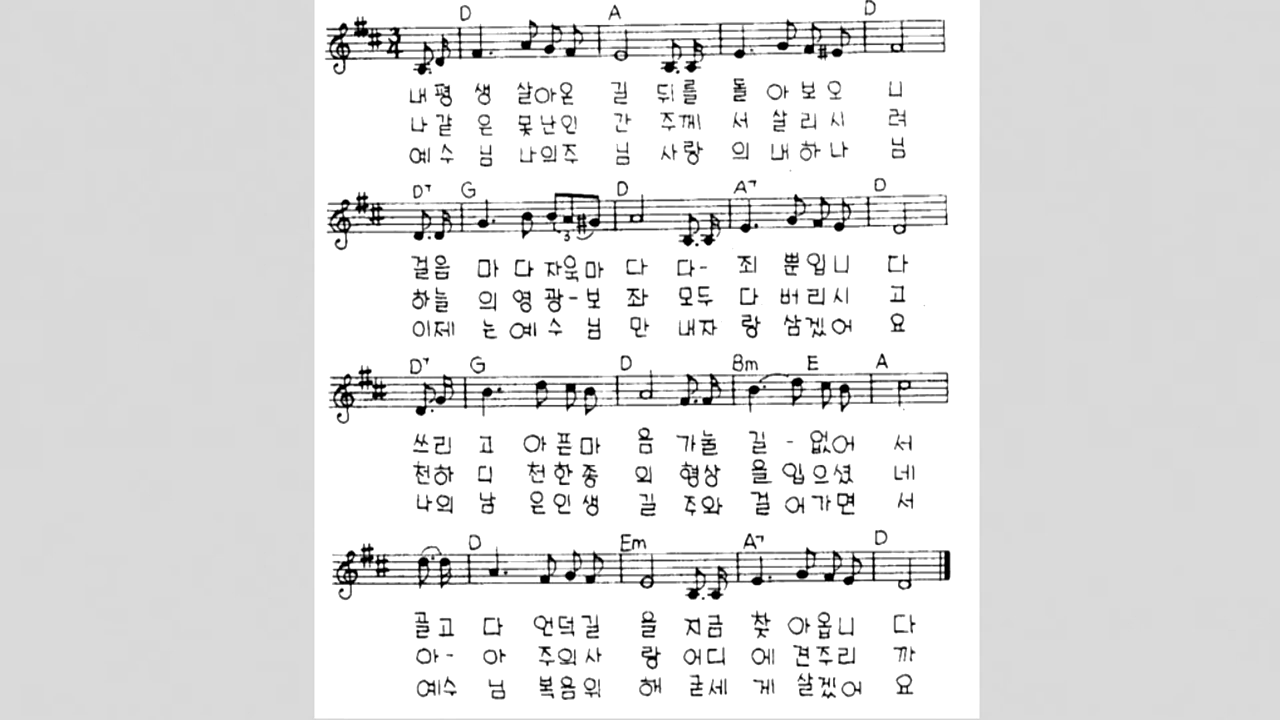 D A D
3/4
내평 생 살아온 길 뒤를 돌 아보오 니
나같 은 못난인 간 주께 서 살리시 려
예수 님 나의주 님 사랑 의 내하나 님
D7 G D A7 D
3
걸음 마 다자욱마 다 다- 죄 뿐입니 다
하늘 의 영광-보 좌 모두 다 버리시 고
이제 는 예수님 만 내자 랑 삼겠어 요
D7 G D Bm E A
쓰리 고 아픈마 음 가눌 길 - 없어 서
천하 디 천한종 의 형상 을 입으셨 네
나의 남 은인생 길 주와 걸 어가면 서
D Em A7 D
골고 다 언덕길 을 지금 찾 아옵니 다
아- 아 주의사 랑 어디 에 견주리 까
예수 님 복음위 해 굳세 게 살겠어 요